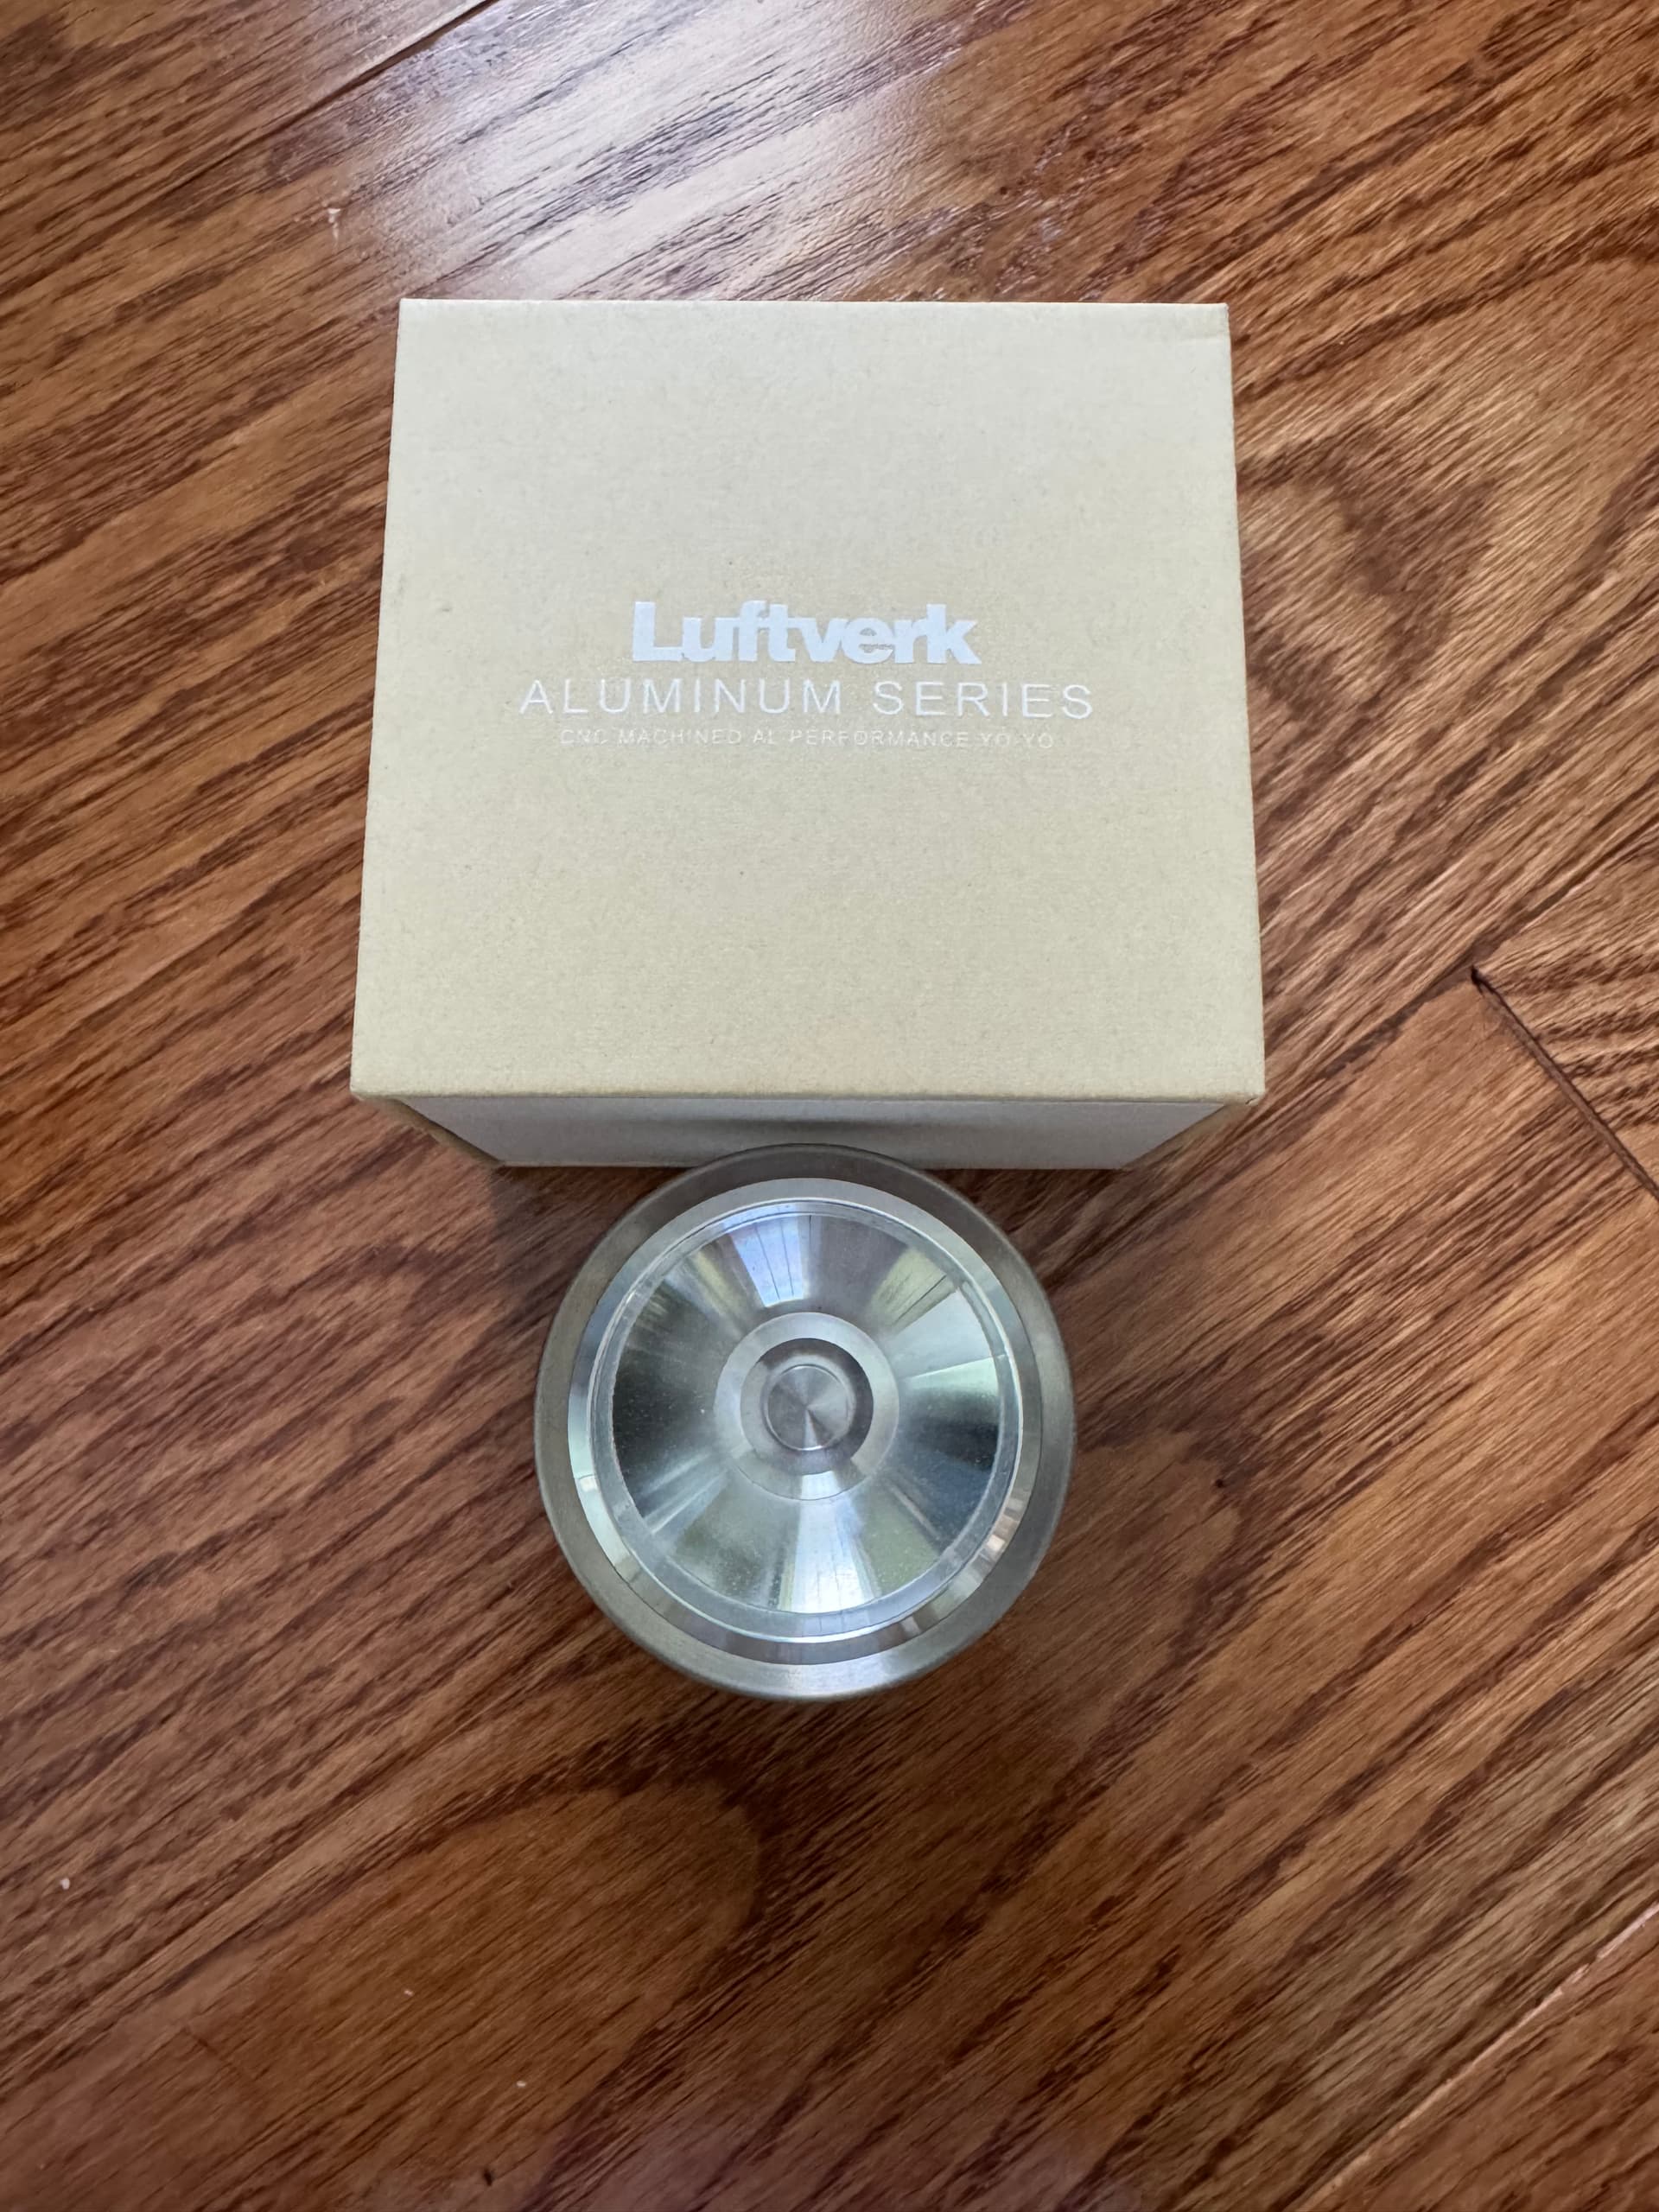 Luftverk
ALUMINUM SERIES
CNC MACHINED AL PERFORMANCE YO-YO